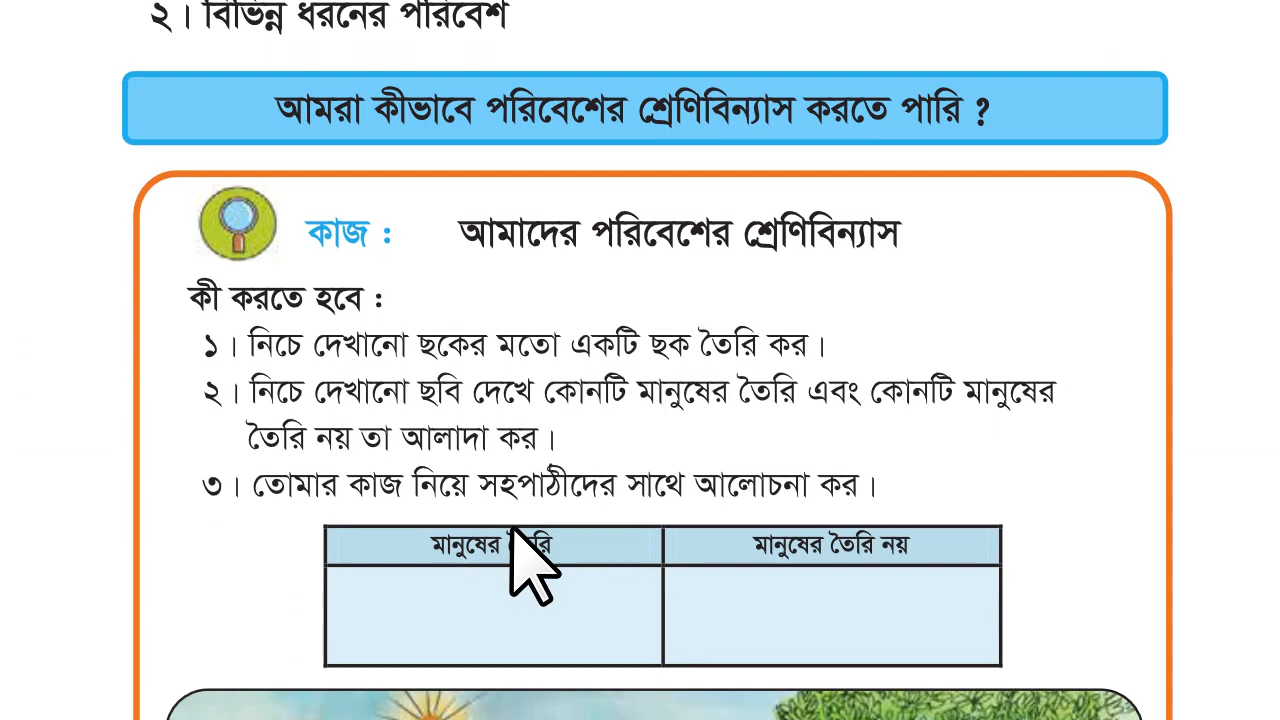 ২। বিভিন্ন ধরনের পরিবেশ
আমরা কীভাবে পরিবেশের শ্রেণিবিন্যাস করতে পারি ?
কাজ : আমাদের পরিবেশের শ্রেণিবিন্যাস
কী করতে হবে :
১। নিচে দেখানো ছকের মতো একটি ছক তৈরি কর।
২। নিচে দেখানো ছবি দেখে কোনটি মানুষের তৈরি এবং কোনটি মানুষের
তৈরি নয় তা আলাদা কর।
৩। তোমার কাজ নিয়ে সহপাঠীদের সাথে আলোচনা কর।
মানুষের তৈরি মানুষের তৈরি নয়